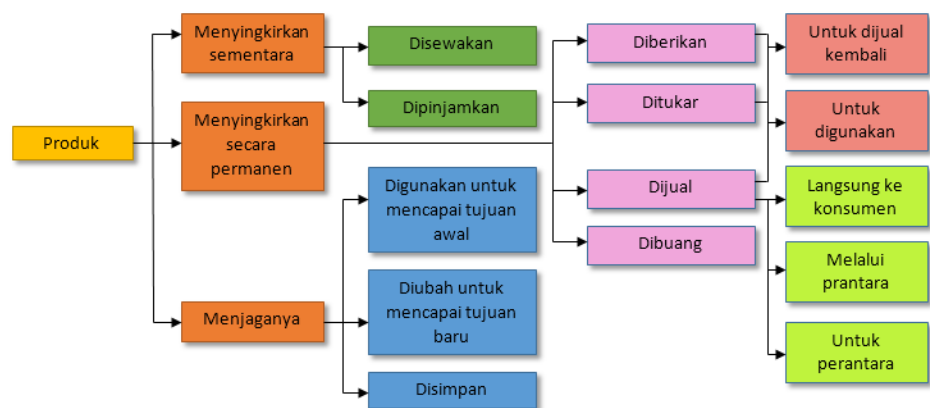 Produk
Menyingkirkan
sementara
Menyingkirkan
secara
permanen
Menjaganya
Disewakan
Dipinjamkan
Digunakan untuk
mencapai tujuan
awal
Diubah untuk
mencapai tujuan
baru
Disimpan
Diberikan
Ditukar
Dijual
Dibuang
Untuk dijual
kembali
Untuk
digunakan
Langsung ke
konsumen
Melalui
prantara
Untuk
perantara